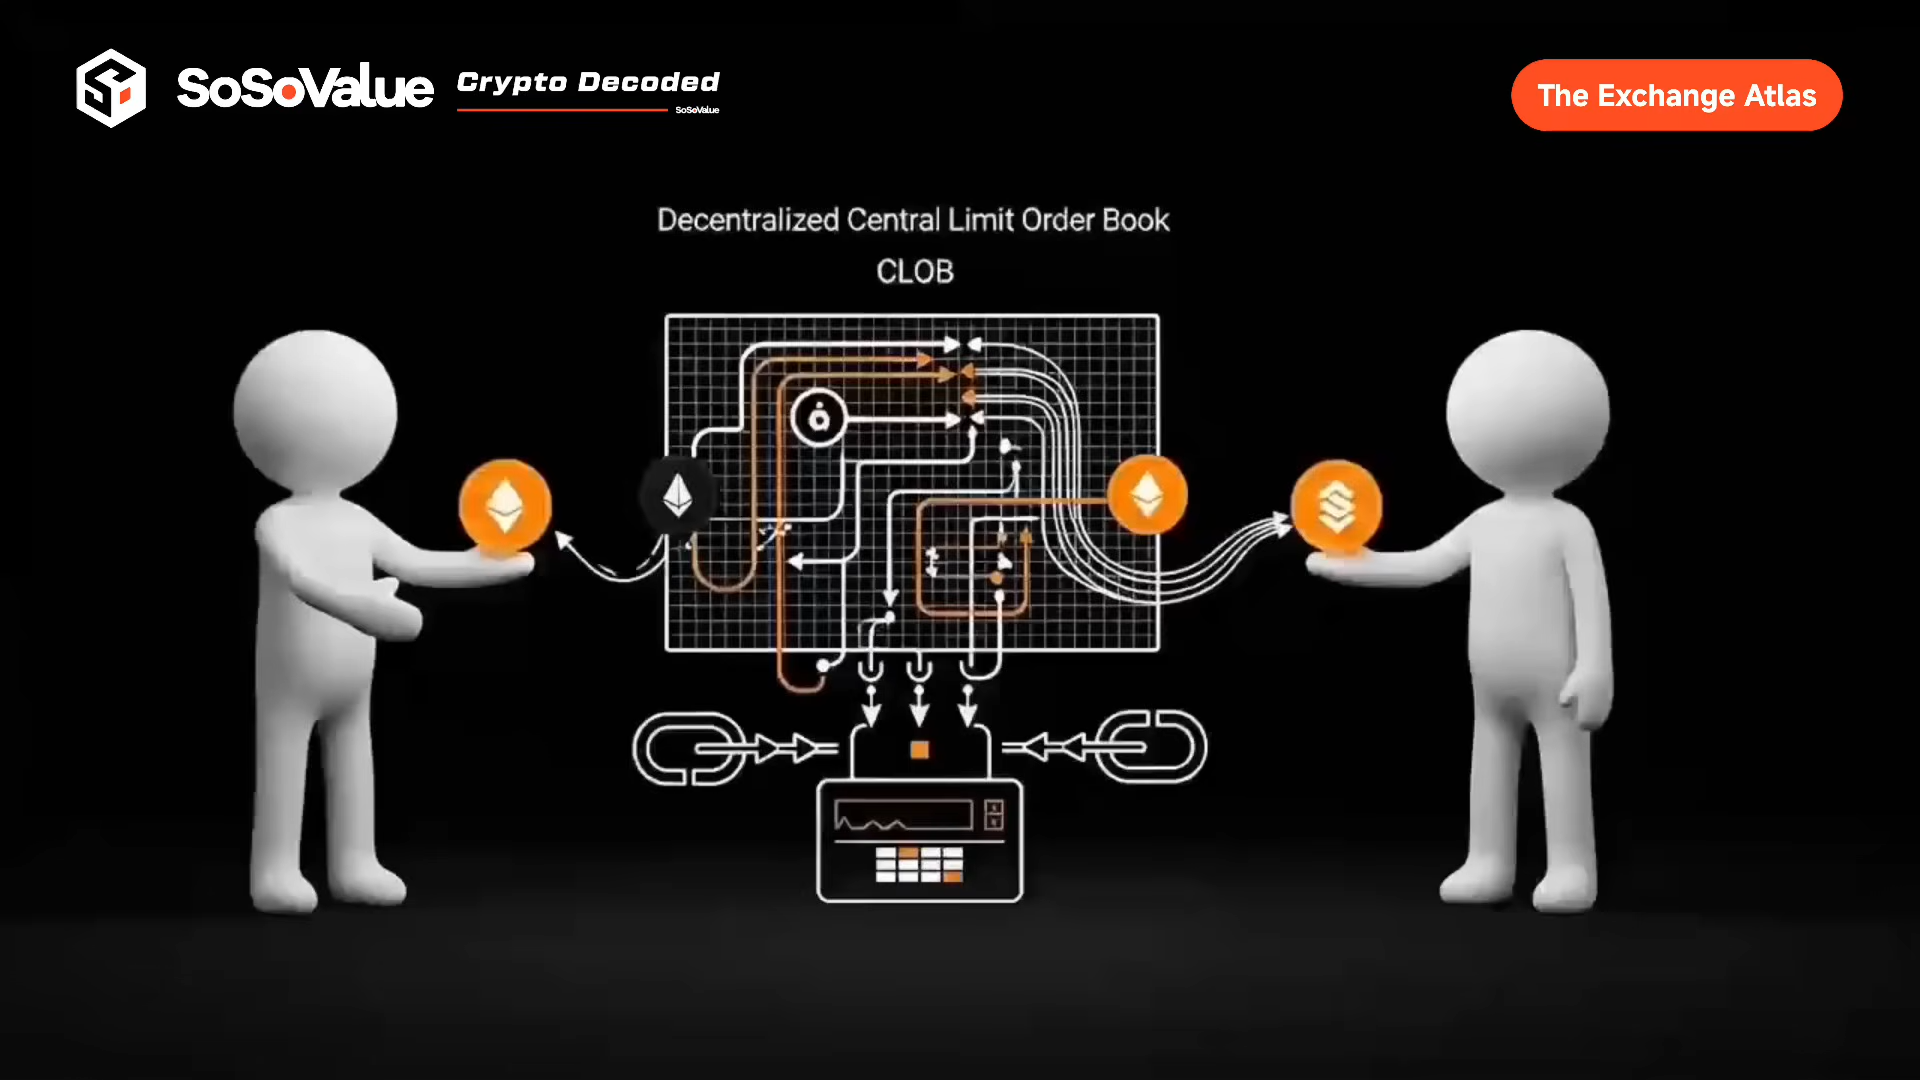 SoSoValue
Crypto Decoded
SoSoValue
The Exchange Atlas
Decentralized Central Limit Order Book
CLOB